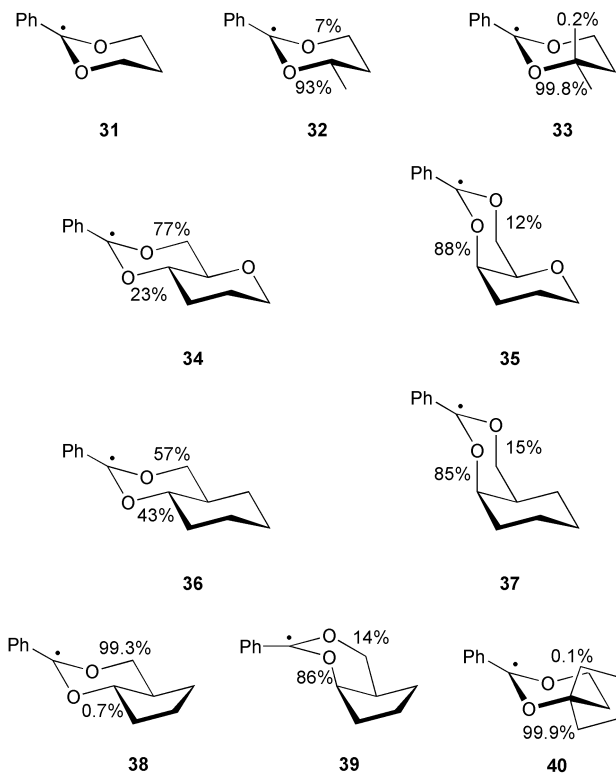 Ph O O
31
Ph 7% O O 93%
32
Ph 0.2% O O 99.8%
33
Ph 77% O O O 23%
34
Ph O 12% O 88% O
35
Ph 57% O O 43%
36
Ph O 15% O 85%
37
Ph 99.3% O O 0.7%
38
Ph O 14% O 86%
39
Ph 0.1% O O 99.9%
40